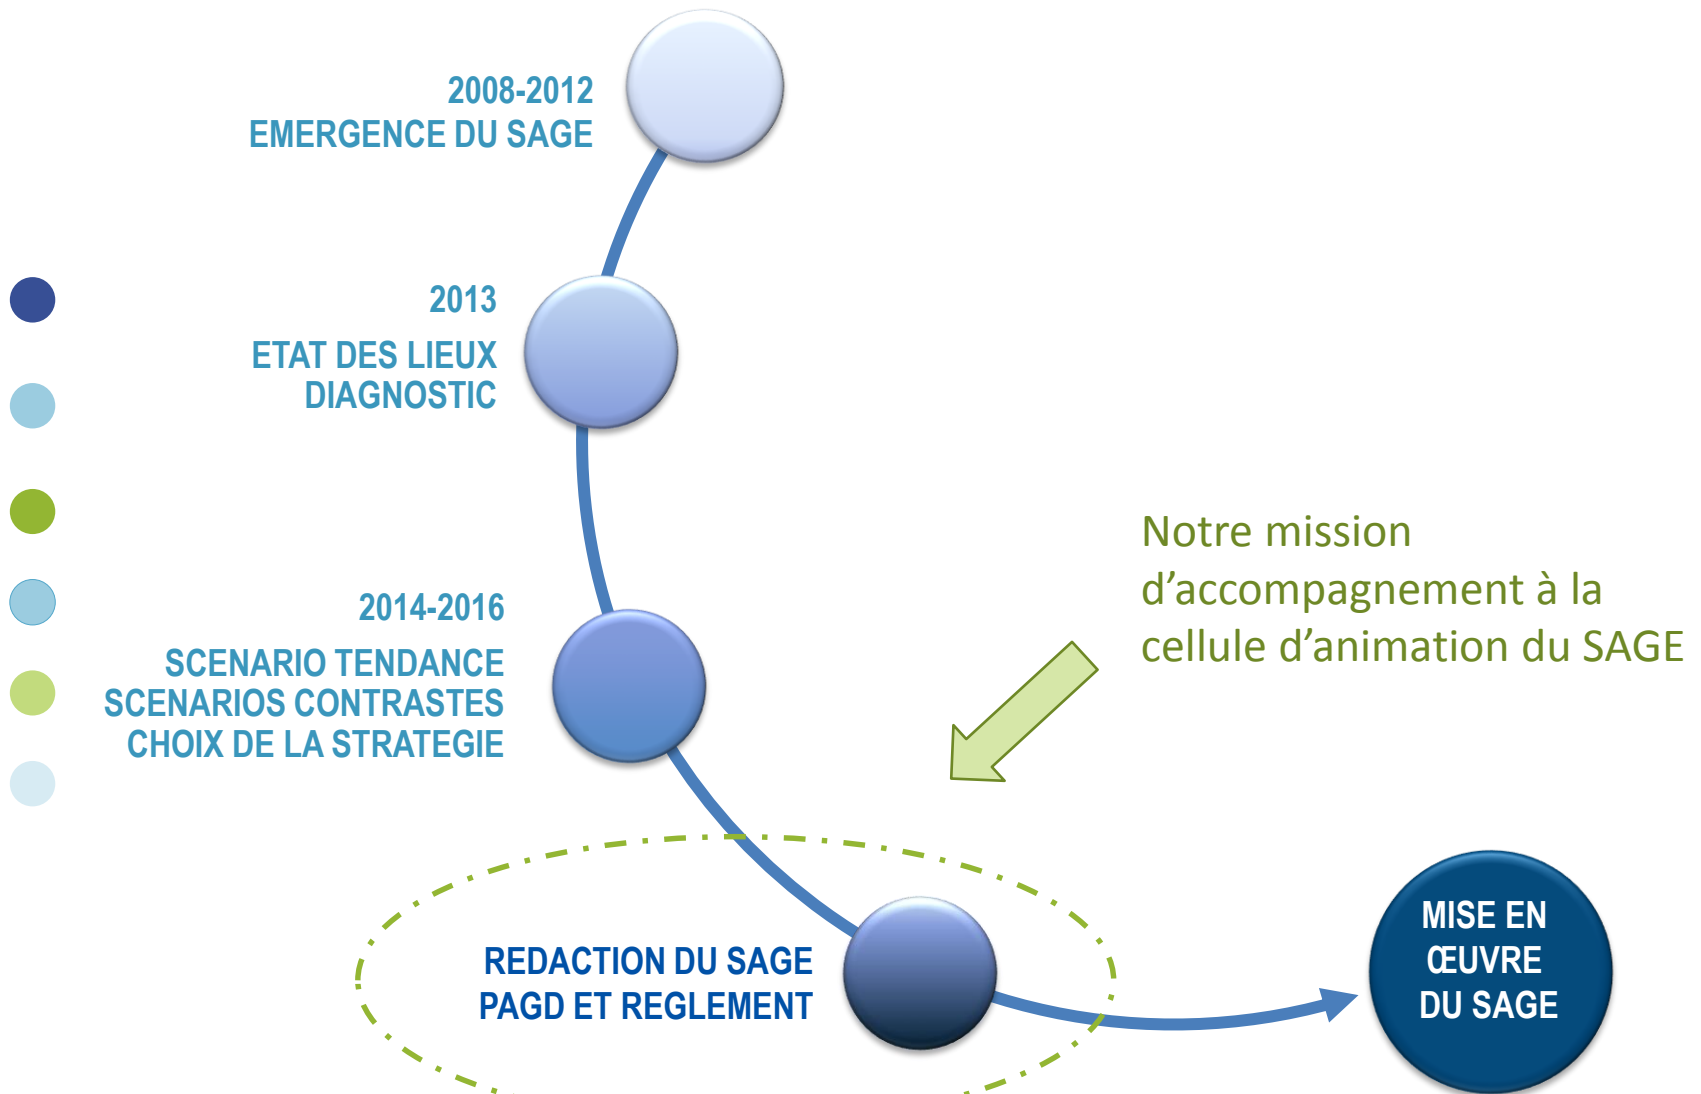 2008-2012
EMERGENCE DU SAGE
2013
ETAT DES LIEUX
DIAGNOSTIC
2014-2016
SCENARIO TENDANCE
SCENARIOS CONTRASTES
CHOIX DE LA STRATEGIE
Notre mission
d’accompagnement à la
cellule d’animation du SAGE
REDACTION DU SAGE
PAGD ET REGLEMENT
MISE EN
ŒUVRE
DU SAGE